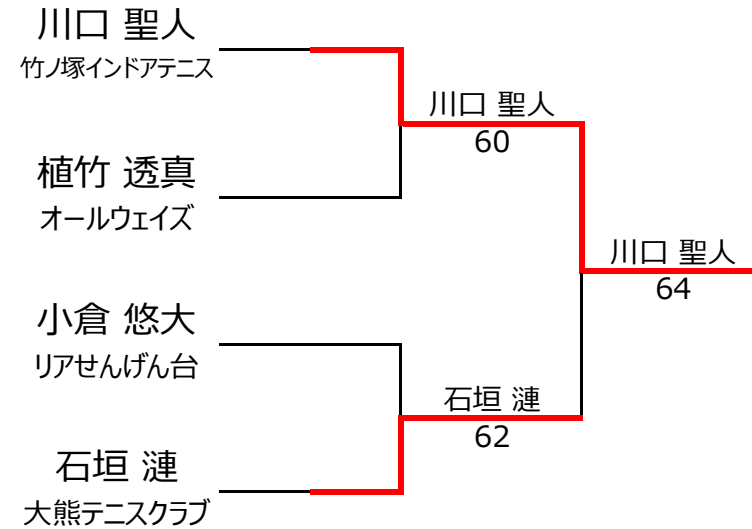 川口 聖人
竹ノ塚インドアテニス
川口 聖人
60
植竹 透真
オールウェイズ
川口 聖人
64
小倉 悠大
リアせんげん台
石垣 漣
62
石垣 漣
大熊テニスクラブ